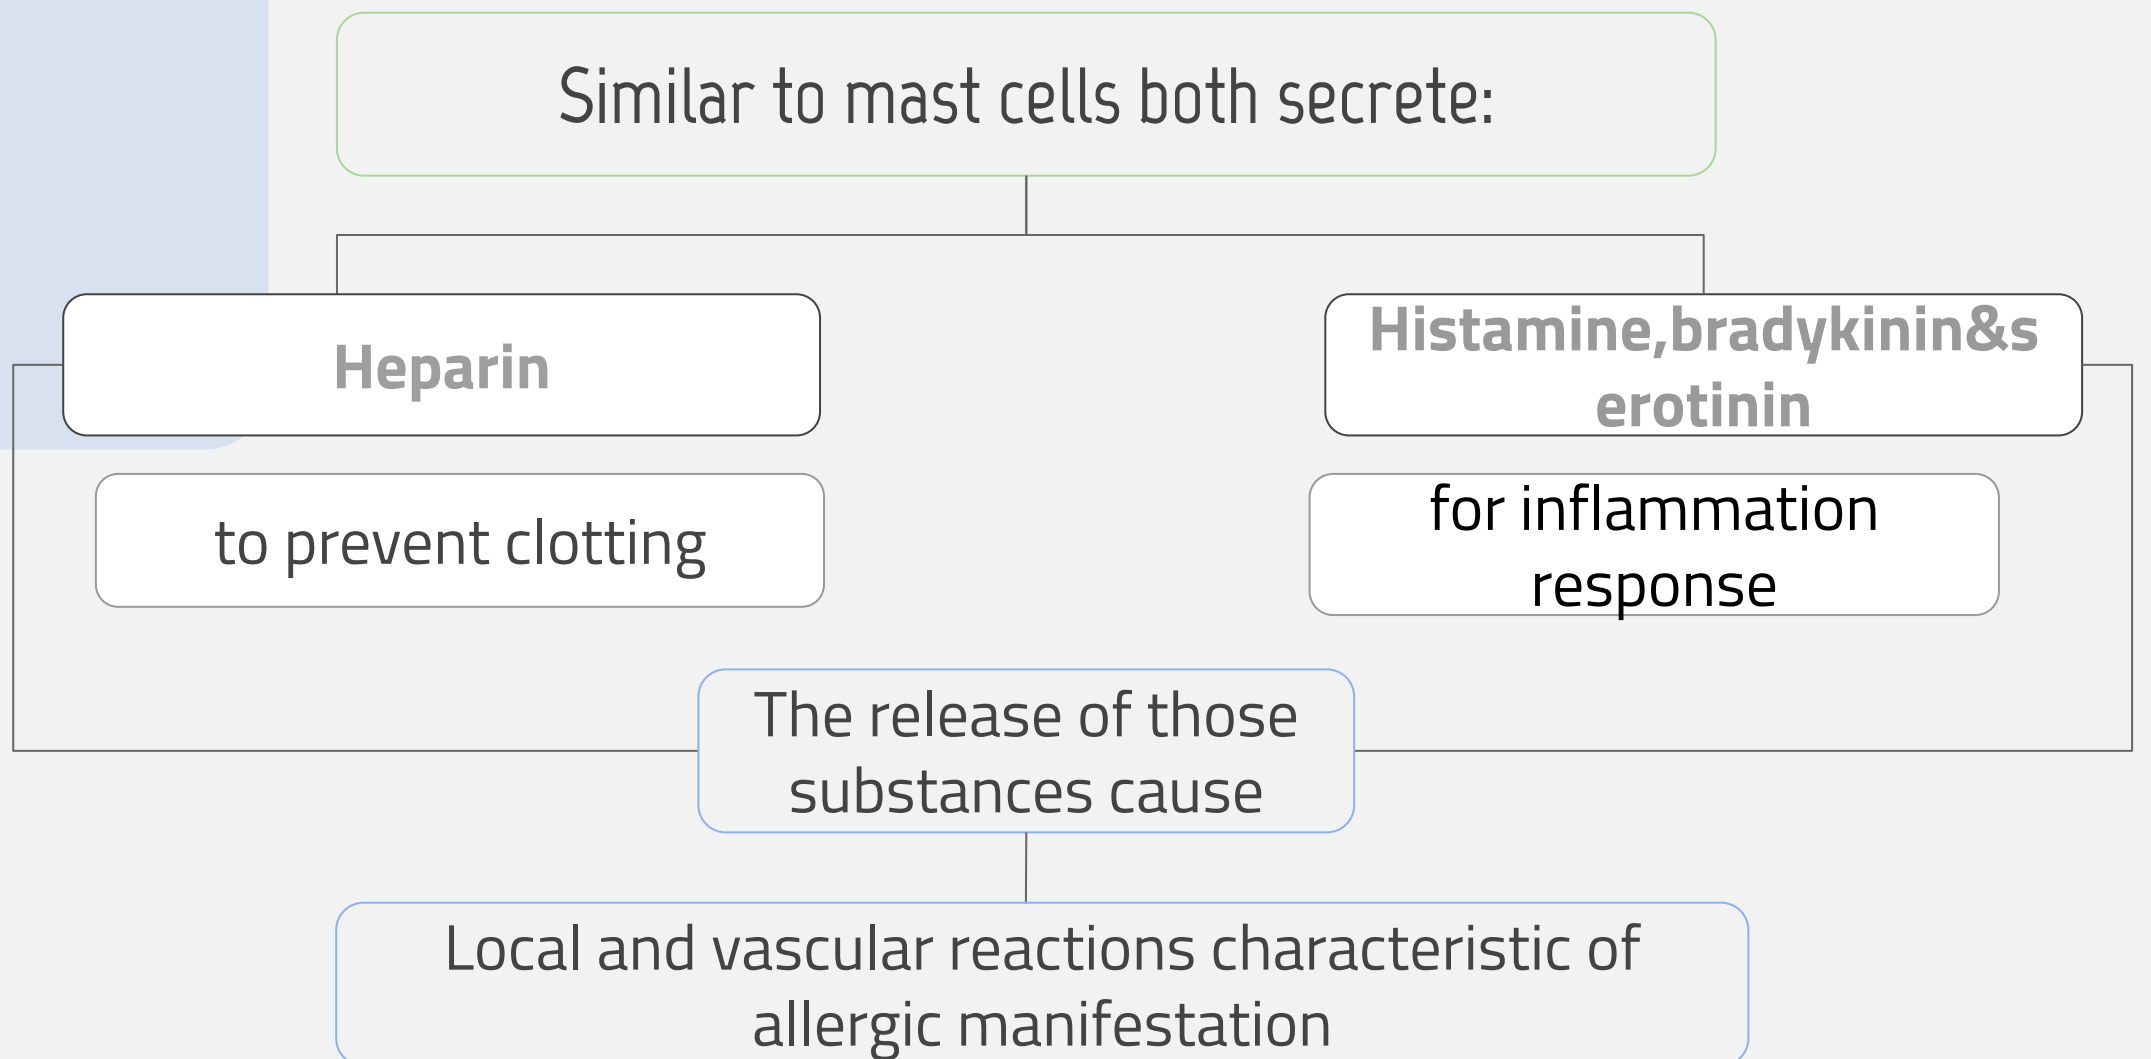 Similar to mast cells both secrete:
Heparin
Histamine,bradykinin&s
erotinin
to prevent clotting
for inflammation
response
The release of those
substances cause
Local and vascular reactions characteristic of
allergic manifestation